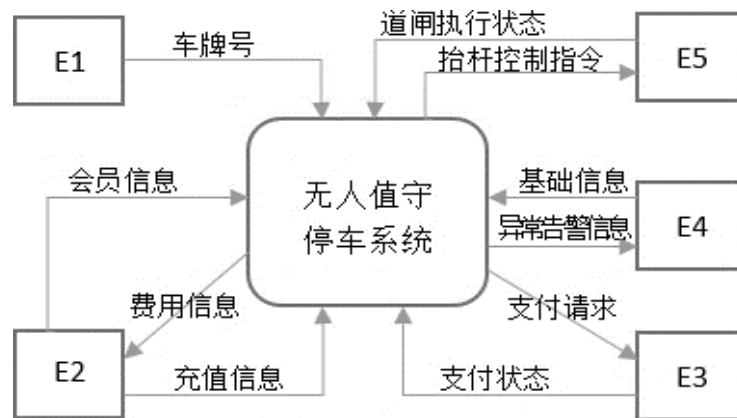 道闸执行状态
E1
车牌号
抬杆控制指令
E5
会员信息
无人值守
停车系统
基础信息
异常告警信息
E4
费用信息
支付请求
E2
充值信息
支付状态
E3